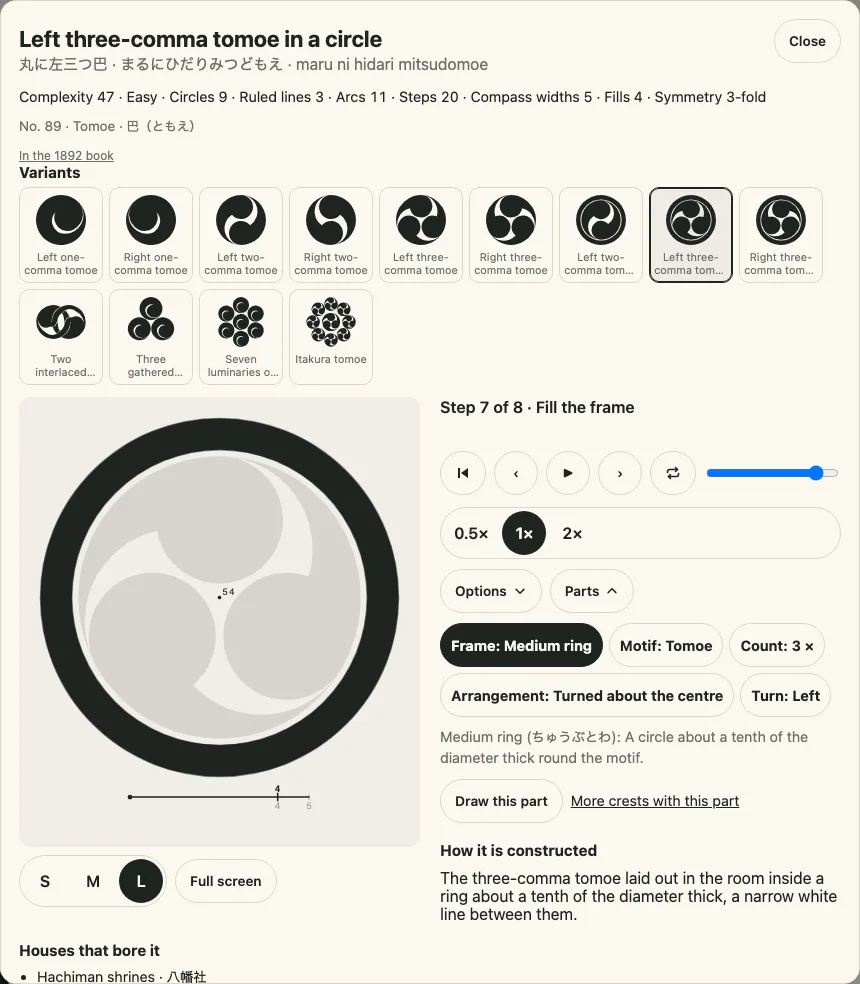 Left three-comma tomoe in a circle
Close
丸に左三つ巴 · まるにひだりみつどもえ · maru ni hidari mitsudomoe
Complexity 47 · Easy · Circles 9 · Ruled lines 3 · Arcs 11 · Steps 20 · Compass widths 5 · Fills 4 · Symmetry 3-fold
No. 89 · Tomoe · 巴（ともえ）
In the 1892 book
Variants
Left one-
comma tomoe
Right one-
comma tomoe
Left two-
comma tomoe
Right two-
comma tomoe
Left three-
comma tomoe
Right three-
comma tomoe
Left two-
comma tom...
Left three-
comma tom...
Right three-
comma tom...
Two
interlaced...
Three
gathered...
Seven
luminaries o...
Itakura tomoe
54
4
4
5
S
M
L
Full screen
Step 7 of 8 · Fill the frame
0.5×
1×
2×
Options
Parts
Frame: Medium ring
Motif: Tomoe
Count: 3 ×
Arrangement: Turned about the centre
Turn: Left
Medium ring (ちゅうぶとわ): A circle about a tenth of the
diameter thick round the motif.
Draw this part
More crests with this part
How it is constructed
The three-comma tomoe laid out in the room inside a
ring about a tenth of the diameter thick, a narrow white
line between them.
Houses that bore it
Hachiman shrines · 八幡社